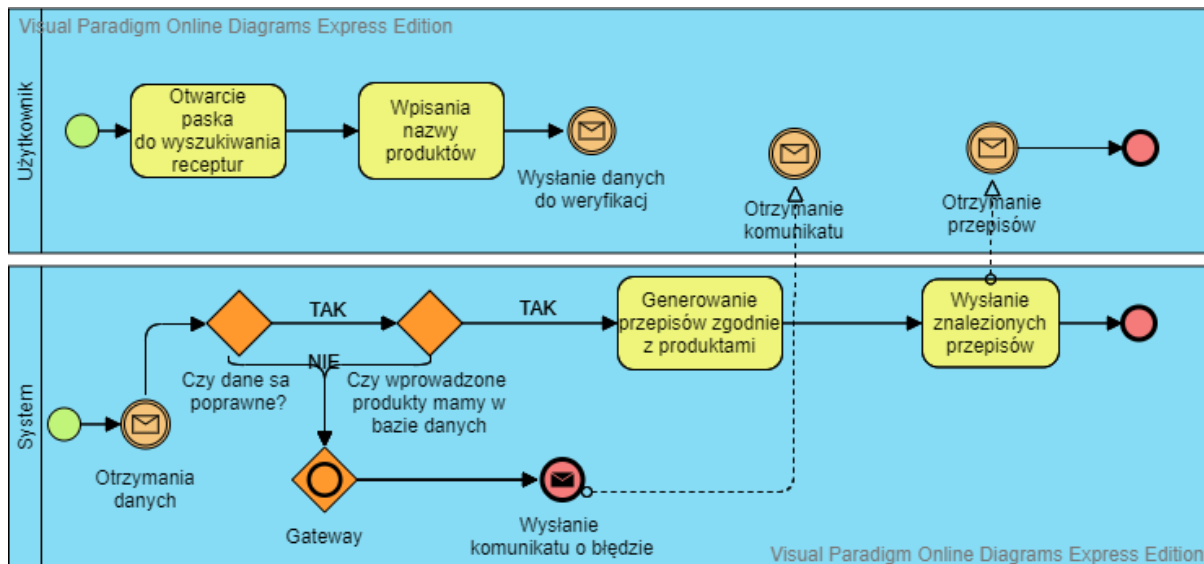 Visual Paradigm Online Diagrams Express Edition
Użytkownik
Otwarcie
paska
do wyszukiwania
receptur
Wpisania
nazwy
produktów
Wysłanie danych
do weryfikacj
Otrzymanie
komunikatu
Otrzymanie
przepisów
System
Otrzymania
danych
Czy dane sa
poprawne?
TAK
NIE
Czy wprowadzone
produkty mamy w
bazie danych
TAK
Generowanie
przepisów zgodnie
z produktami
Wysłanie
znalezionych
przepisów
Gateway
Wysłanie
komunikatu o błędzie
Visual Paradigm Online Diagrams Express Edition